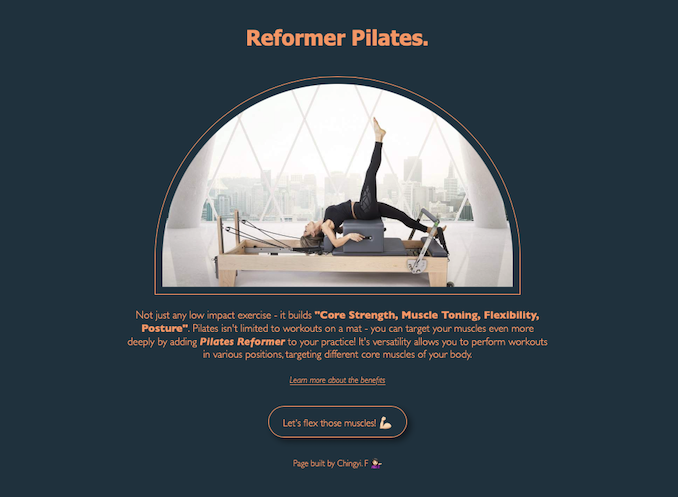 Reformer Pilates.
Not just any low impact exercise - it builds "Core Strength, Muscle Toning, Flexibility,
Posture". Pilates isn't limited to workouts on a mat - you can target your muscles even more
deeply by adding Pilates Reformer to your practice! It's versatility allows you to perform workouts
in various positions, targeting different core muscles of your body.
Learn more about the benefits
Let's flex those muscles! 💪🏻
Page built by Chingyi. F 💁🏻‍♀️